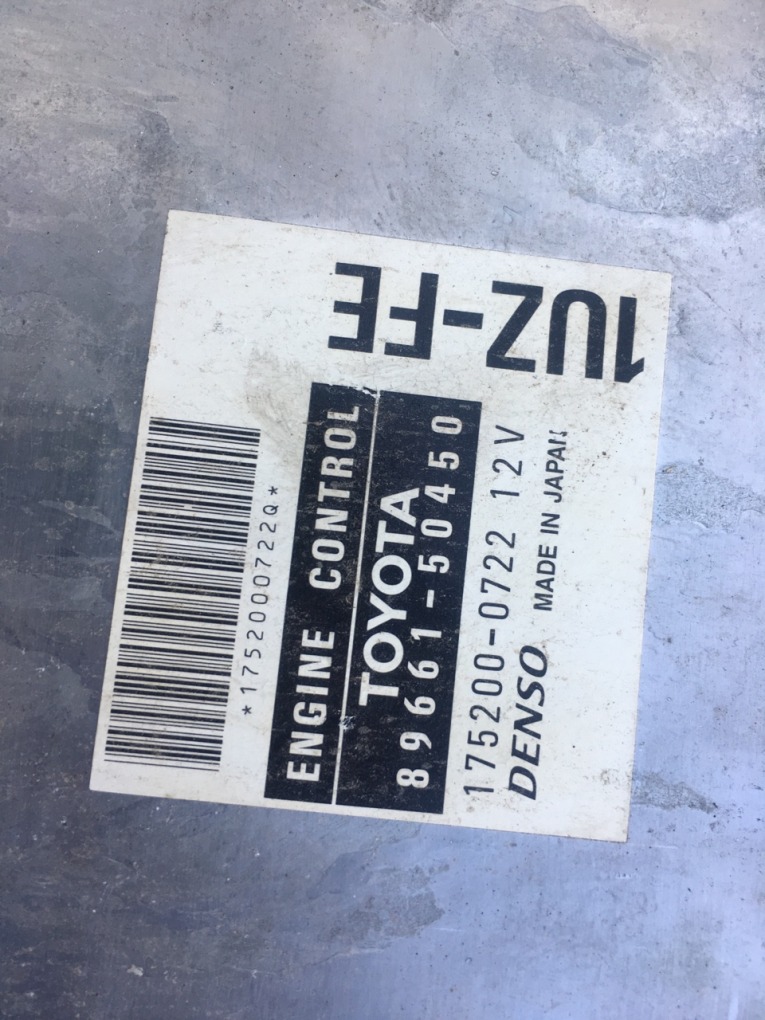 *1752000722Q*
ENGINE CONTROL
TOYOTA
89661-50450
175200-0722 12V
DENSO MADE IN JAPAN
1UZ-FE